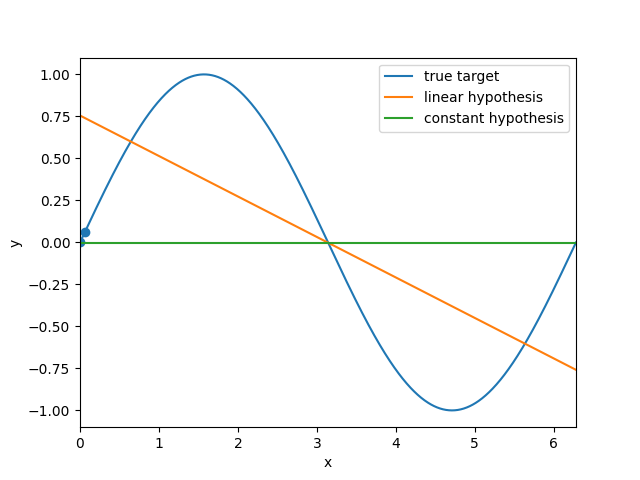 1.00
0.75
0.50
0.25
0.00
−0.25
−0.50
−0.75
−1.00
y
true target
linear hypothesis
constant hypothesis
0 1 2 3 4 5 6
x